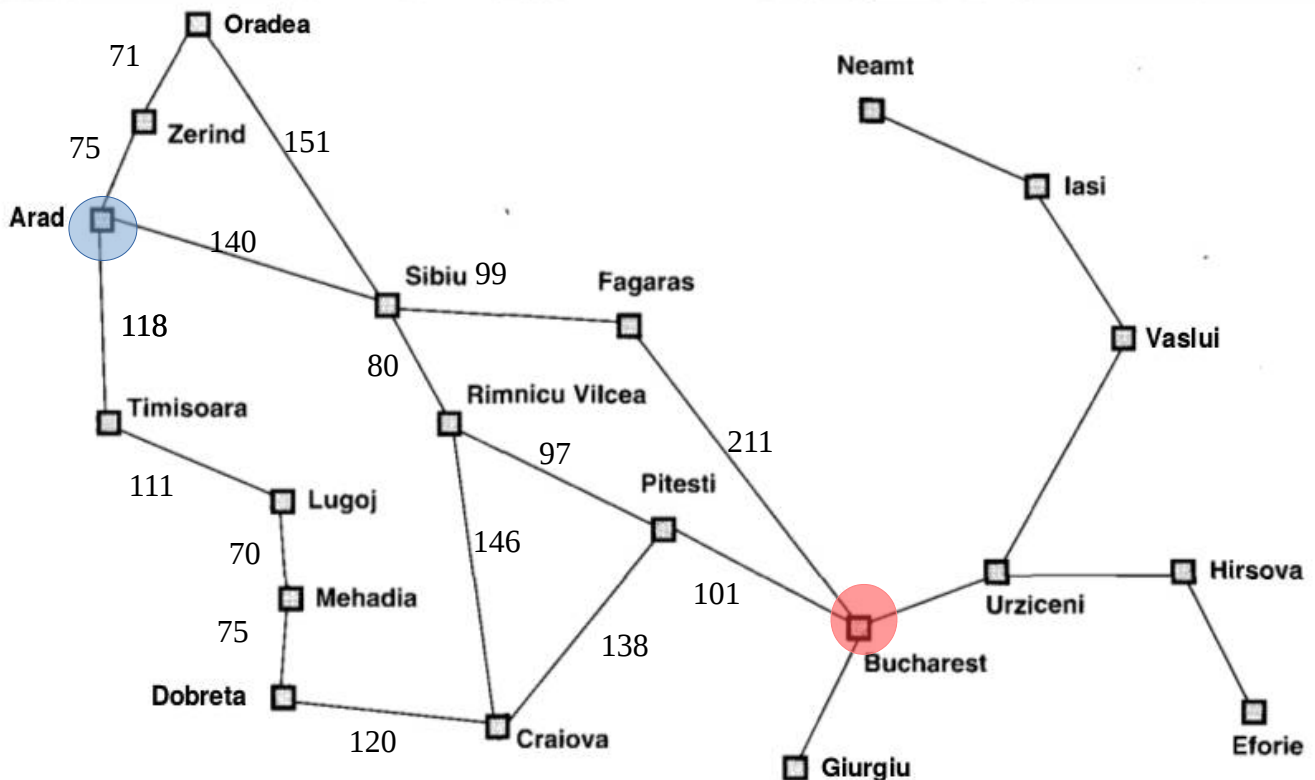 Oradea
71
Neamt
Zerind
151
75
Iasi
Arad
140
Sibiu 99
Fagaras
118
Vaslui
80
Rimnicu Vilcea
Timisoara
211
97
111
Pitesti
Lugoj
146
70
Hirsova
101
Mehadia
Urziceni
75
138
Bucharest
Dobreta
120
Craiova
Eforie
Giurgiu